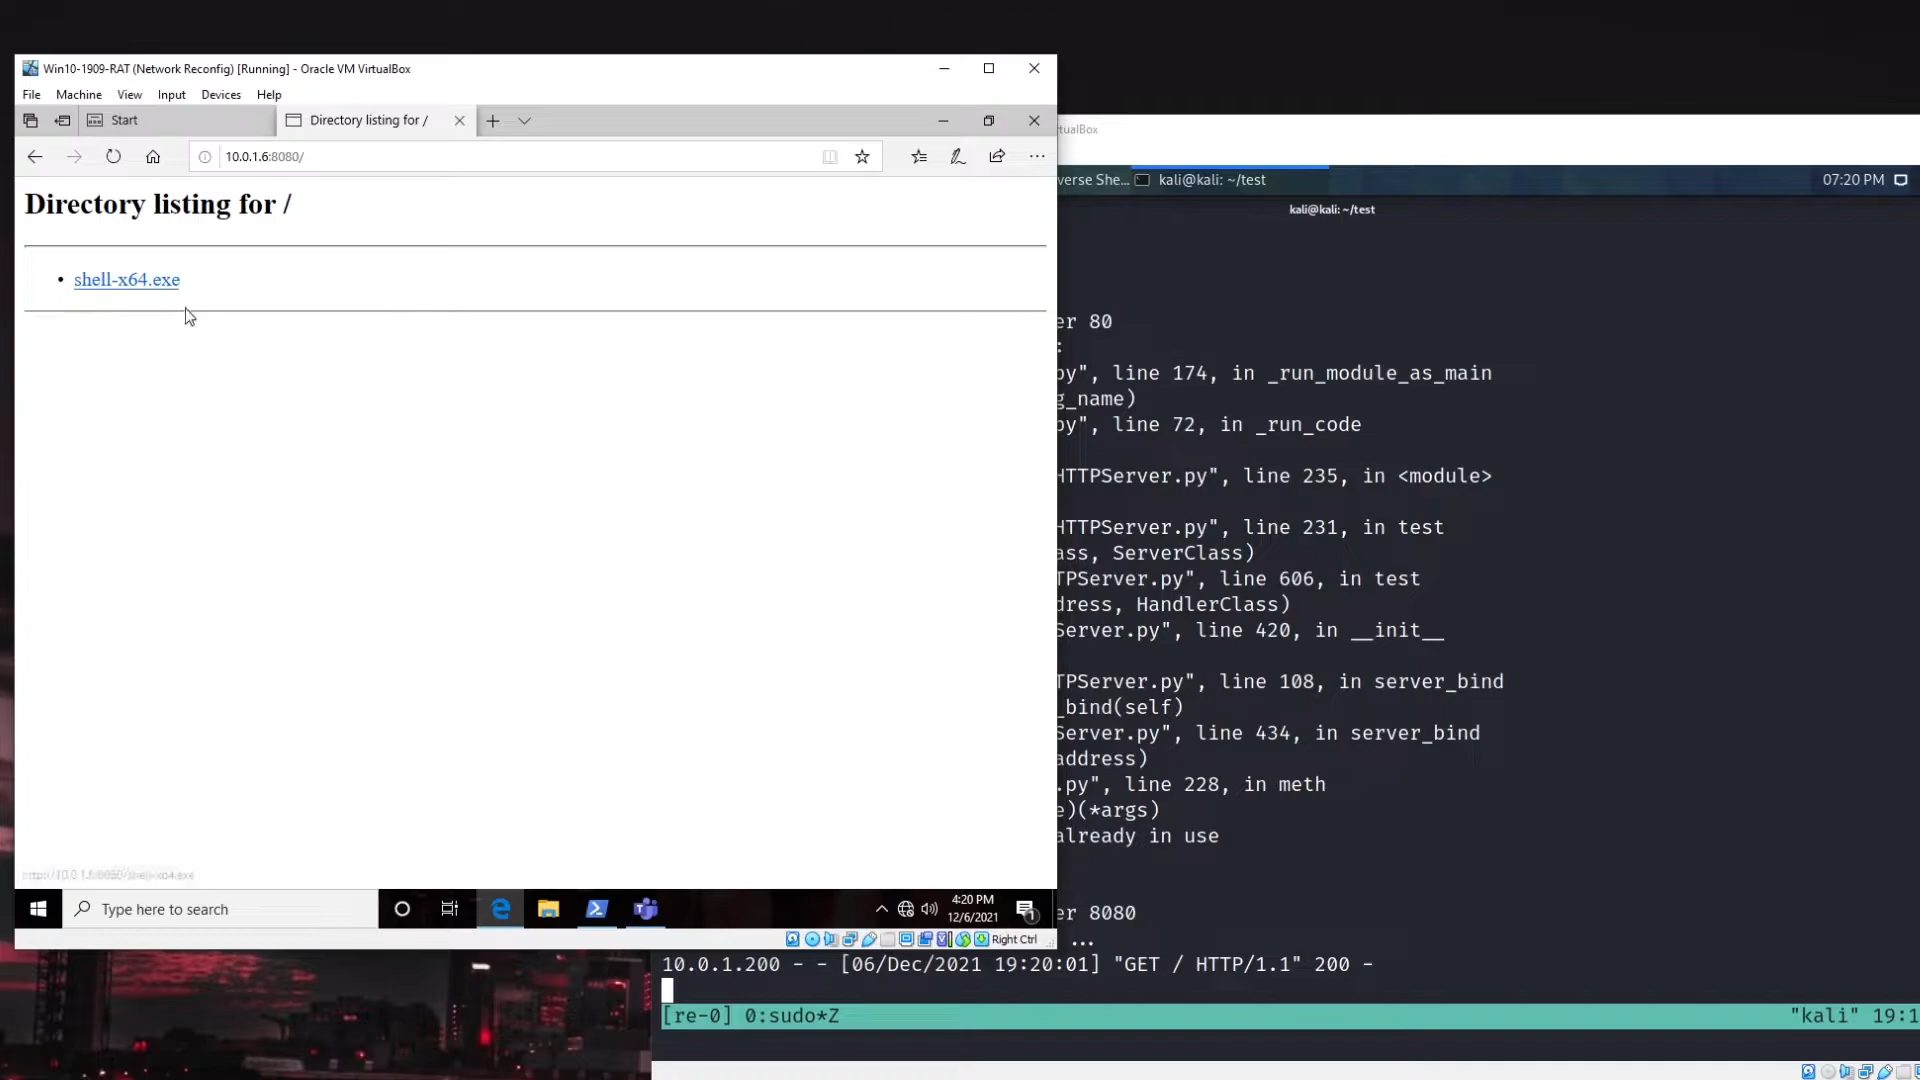 Win10-1909-RAT (Network Reconfig) [Running] - Oracle VM VirtualBox
File Machine View Input Devices Help
Start
Directory listing for /
10.0.1.6:8080/
Directory listing for /
• shell-x64.exe
Type here to search
4:20 PM
12/6/2021
1
Right Ctrl
tualBox
verse She...
kali@kali: ~/test
07:20 PM
kali@kali: ~/test
er 80
:
py", line 174, in _run_module_as_main
g_name)
py", line 72, in _run_code
HTTPServer.py", line 235, in <module>
HTTPServer.py", line 231, in test
ass, ServerClass)
TPServer.py", line 606, in test
dress, HandlerClass)
Server.py", line 420, in __init__
TPServer.py", line 108, in server_bind
_bind(self)
Server.py", line 434, in server_bind
address)
.py", line 228, in meth
e)(*args)
already in use
er 8080
...
10.0.1.200 - - [06/Dec/2021 19:20:01] "GET / HTTP/1.1" 200 -
[re-0] 0:sudo*Z
"kali" 19:1